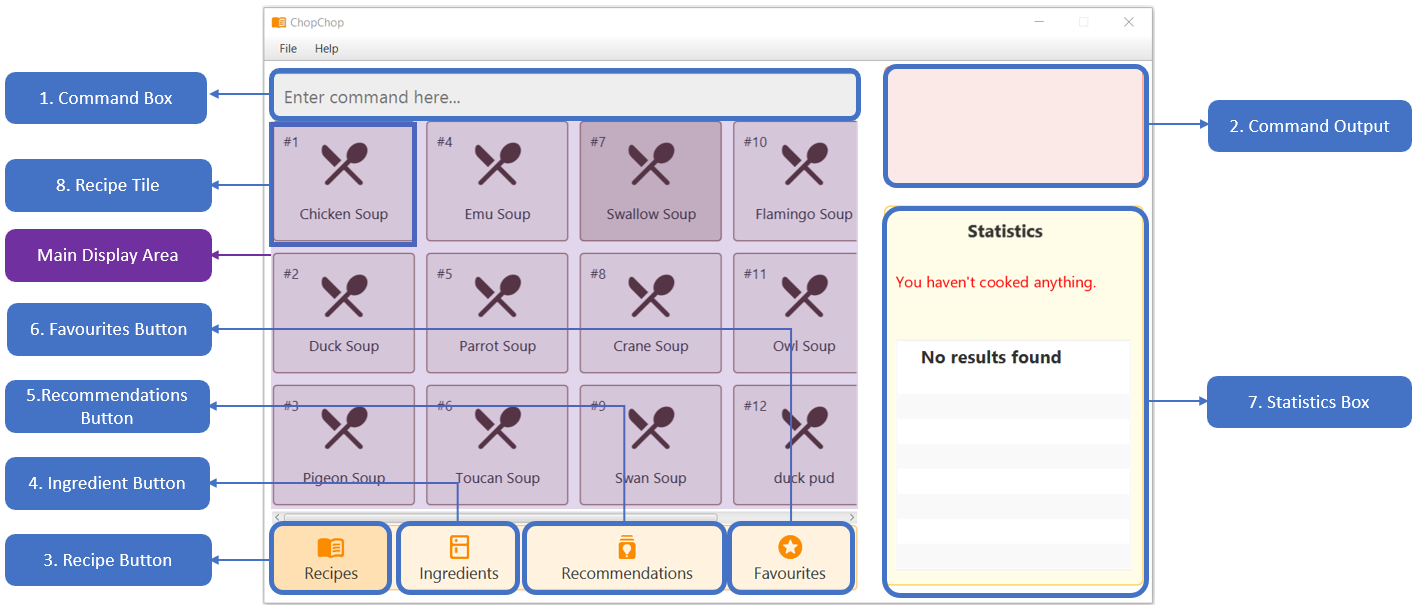 ChopChop
File Help
1. Command Box
Enter command here...
2. Command Output
8. Recipe Tile
Main Display Area
6. Favourites Button
5.Recommendations
Button
4. Ingredient Button
3. Recipe Button
#1
Chicken Soup
#4
Emu Soup
#7
Swallow Soup
#10
Flamingo Soup
#2
Duck Soup
#5
Parrot Soup
#8
Crane Soup
#11
Owl Soup
#3
Pigeon Soup
#6
Toucan Soup
#9
Swan Soup
#12
duck pud
Recipes
Ingredients
Recommendations
Favourites
Statistics
You haven't cooked anything.
No results found
7. Statistics Box